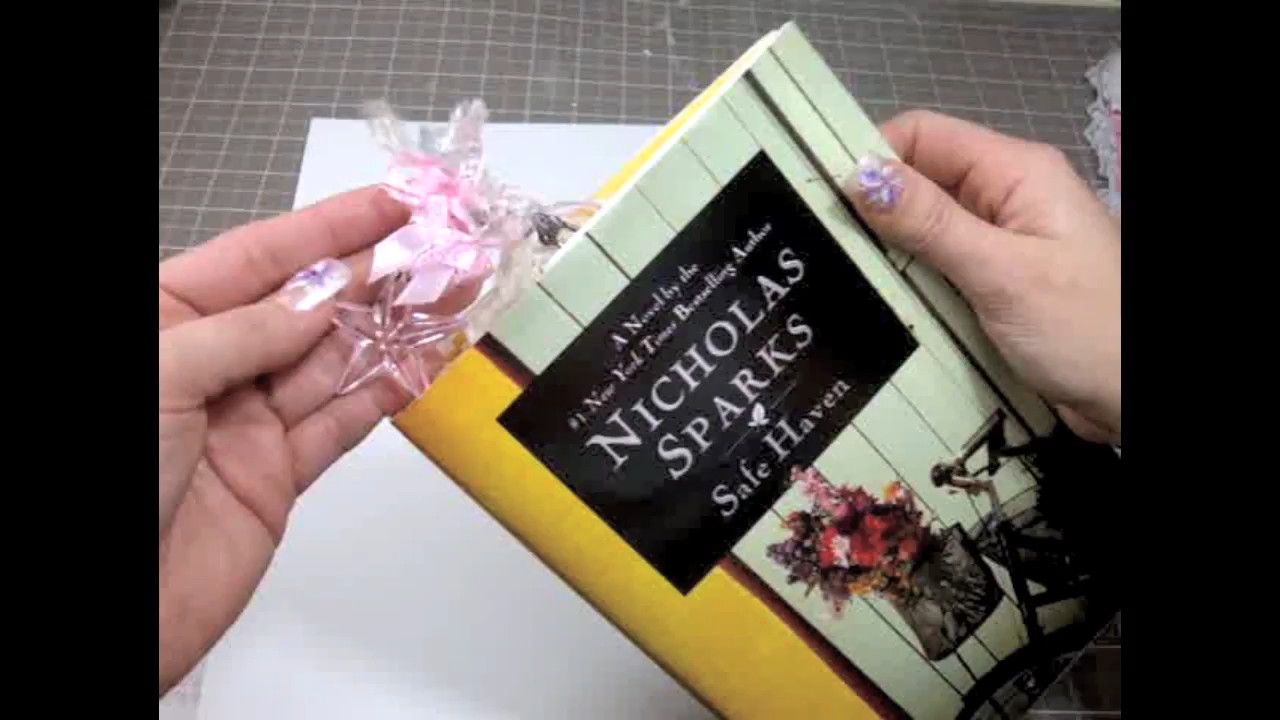 A Novel by the
#1 New York Times Bestselling Author
NICHOLAS
SPARKS
Safe Haven